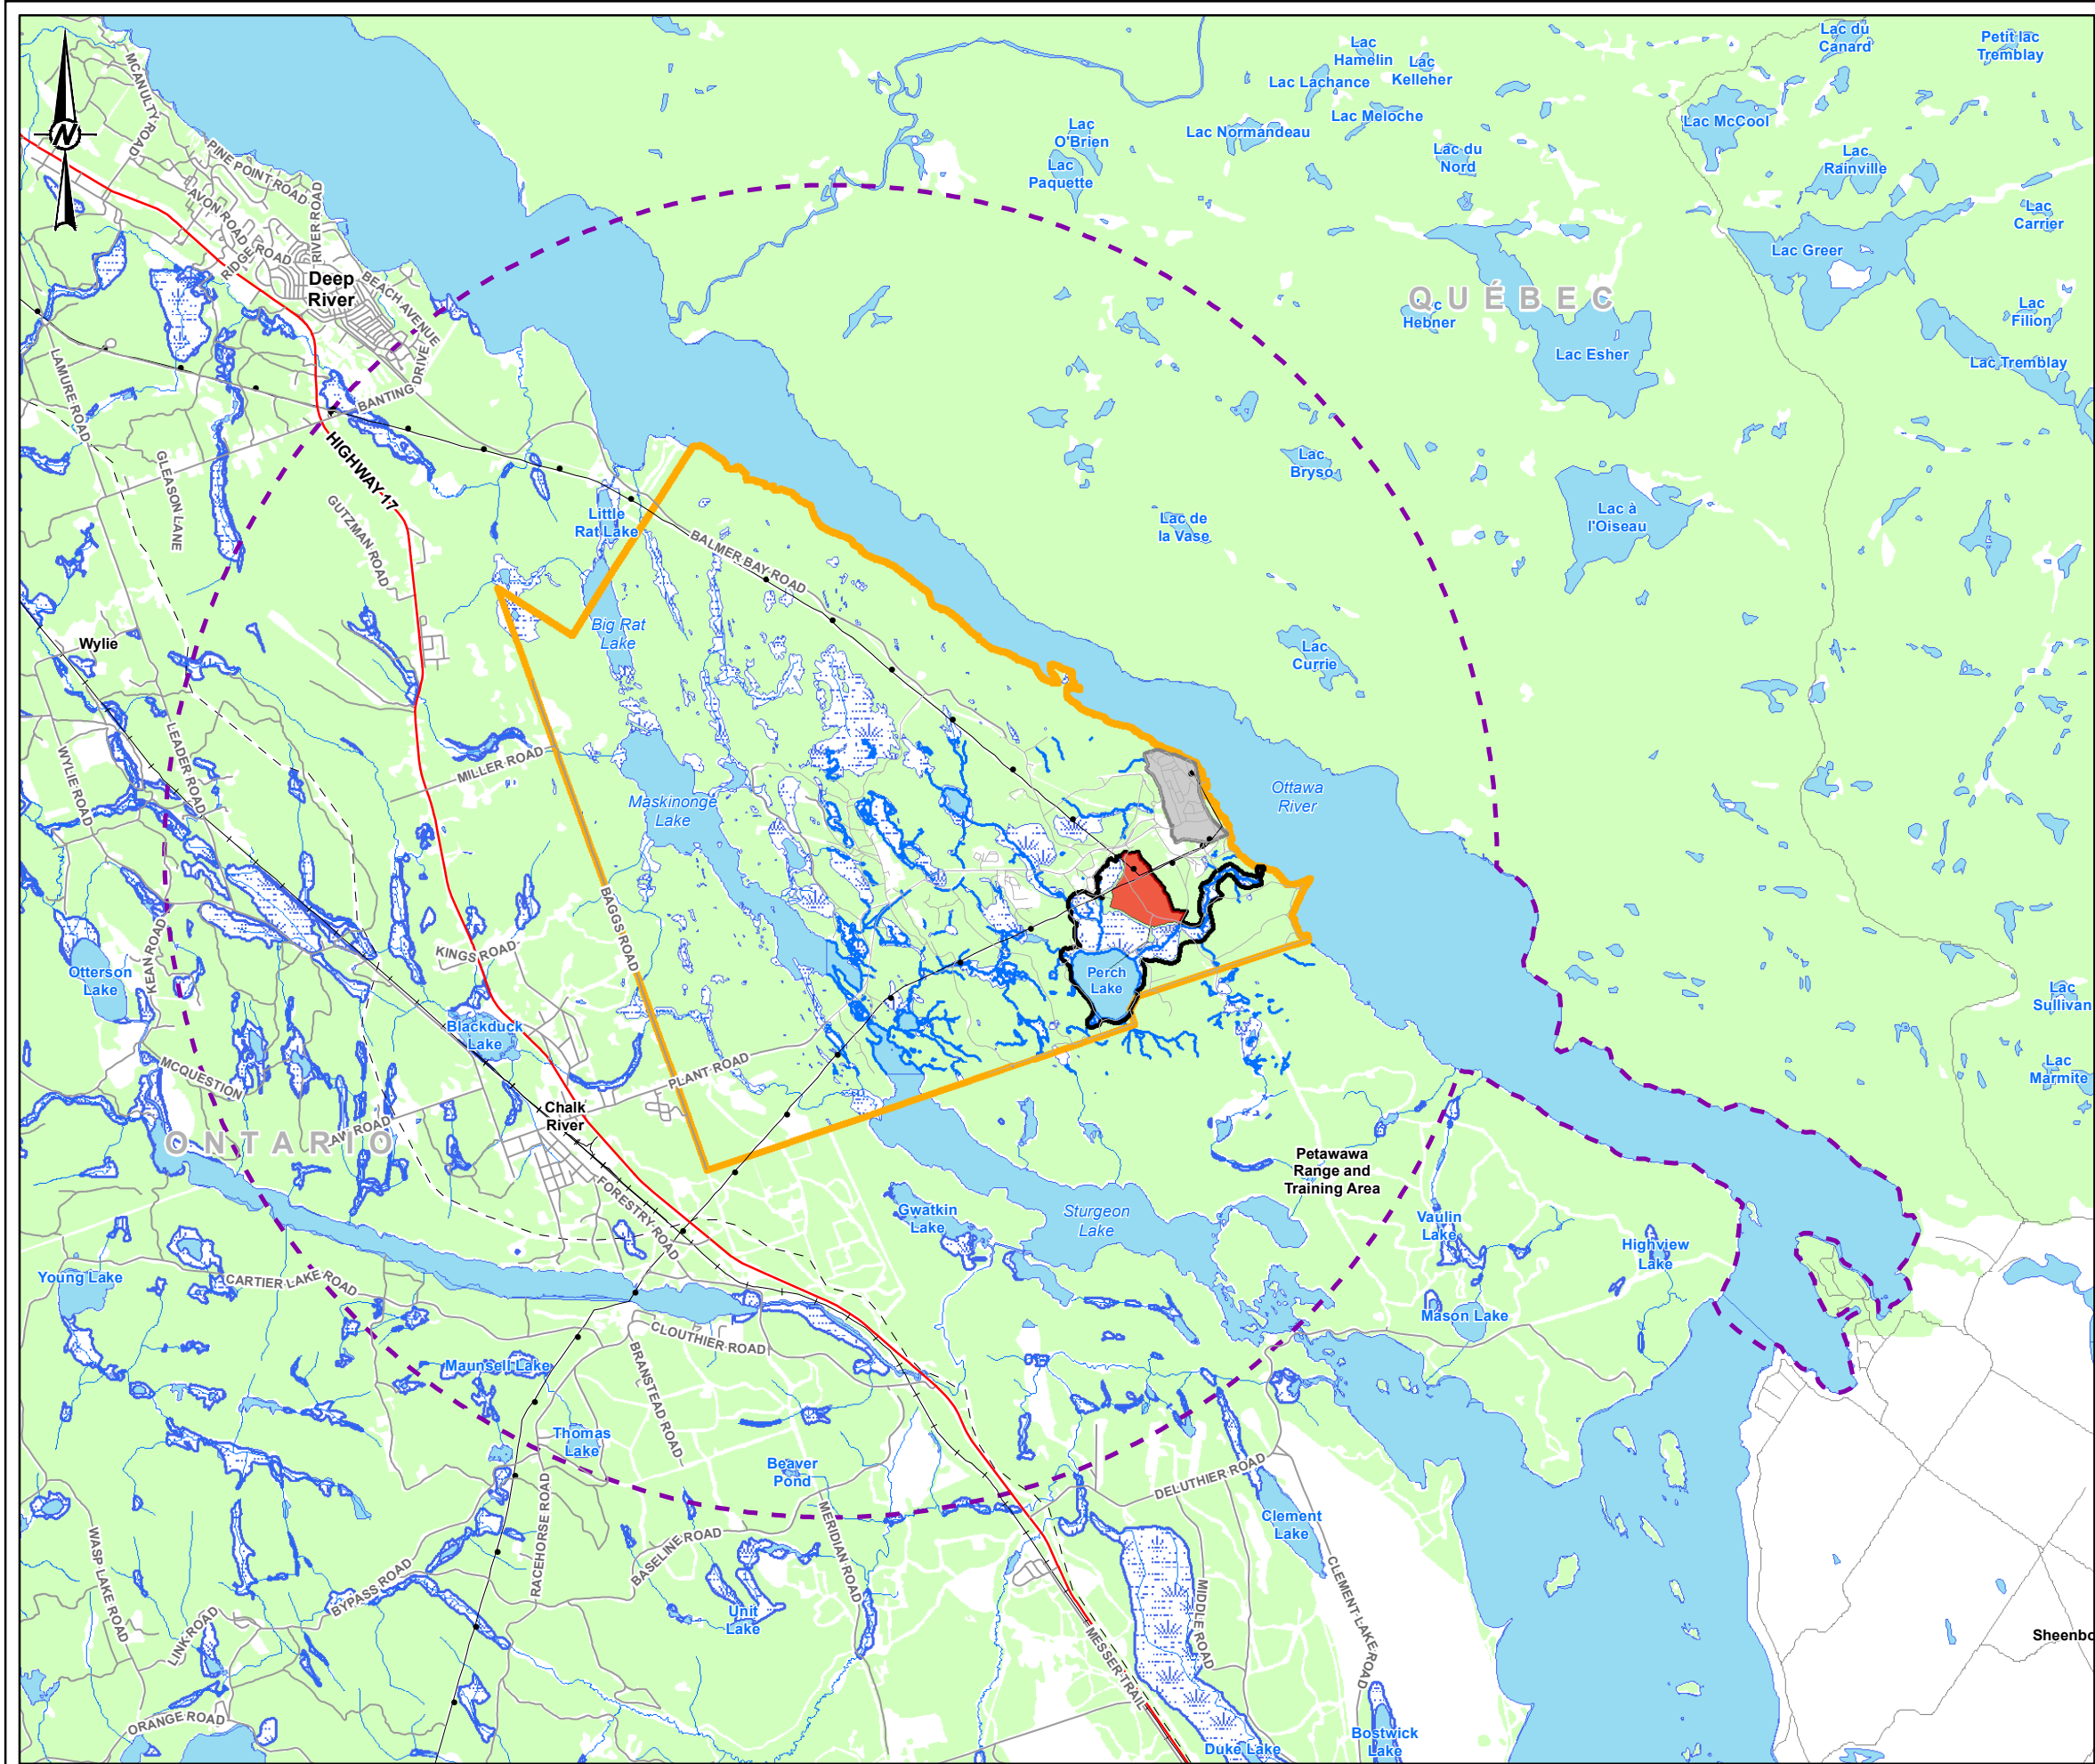 Lac du
Canard
Petit lac
Tremblay
Lac
Hamelin
Lac
Kelleher
Lac Lachance
Lac Meloche
Lac McCool
Lac
O'Brien
Lac Normandeau
Lac du
Nord
Lac
Rainville
Lac
Paquette
Lac
Carrier
Lac Greer
MCANULTY ROAD
PINE POINT ROAD
AVON ROAD
RIDGE ROAD
RIVER ROAD
BEACH AVENUE
Deep
River
QUÉBEC
Hebner
Lac
Filion
Lac Esher
Lac Tremblay
LAMURE ROAD
BANTING DRIVE
HIGHWAY 17
GLEASON LANE
GUTZMAN ROAD
Lac
Bryso
Lac à
l'Oiseau
Little
Rat Lake
Lac de
la Vase
BALMER BAY ROAD
Big Rat
Lake
Wylie
Lac
Currie
LEADER ROAD
WYLIE ROAD
MILLER ROAD
Maskinonge
Lake
Ottawa
River
BAGGS ROAD
KINGS ROAD
KEAN ROAD
Otterson
Lake
Perch
Lake
Lac
Sullivan
Blackduck
Lake
Lac
Marmite
MCQUESTION
PLANT ROAD
Chalk
River
ONTARIO
ROAD
Petawawa
Range and
Training Area
FORESTRY ROAD
Gwatkin
Lake
Sturgeon
Lake
Vaulin
Lake
Highview
Lake
Young Lake
CARTIER LAKE ROAD
Mason Lake
CLOUTHIER ROAD
BRANSTEAD ROAD
Maunsell Lake
Thomas
Lake
Beaver
Pond
DELUTHIER ROAD
RACEHORSE ROAD
MERIDIAN ROAD
Clement
Lake
WASP LAKE ROAD
BASELINE ROAD
BYPASS ROAD
LINK ROAD
Unit
Lake
MIDDLE ROAD
CLEMENT LAKE ROAD
MESSER TRAIL
Sheenbo
ORANGE ROAD
Duke Lake
Bostwick
Lake
N